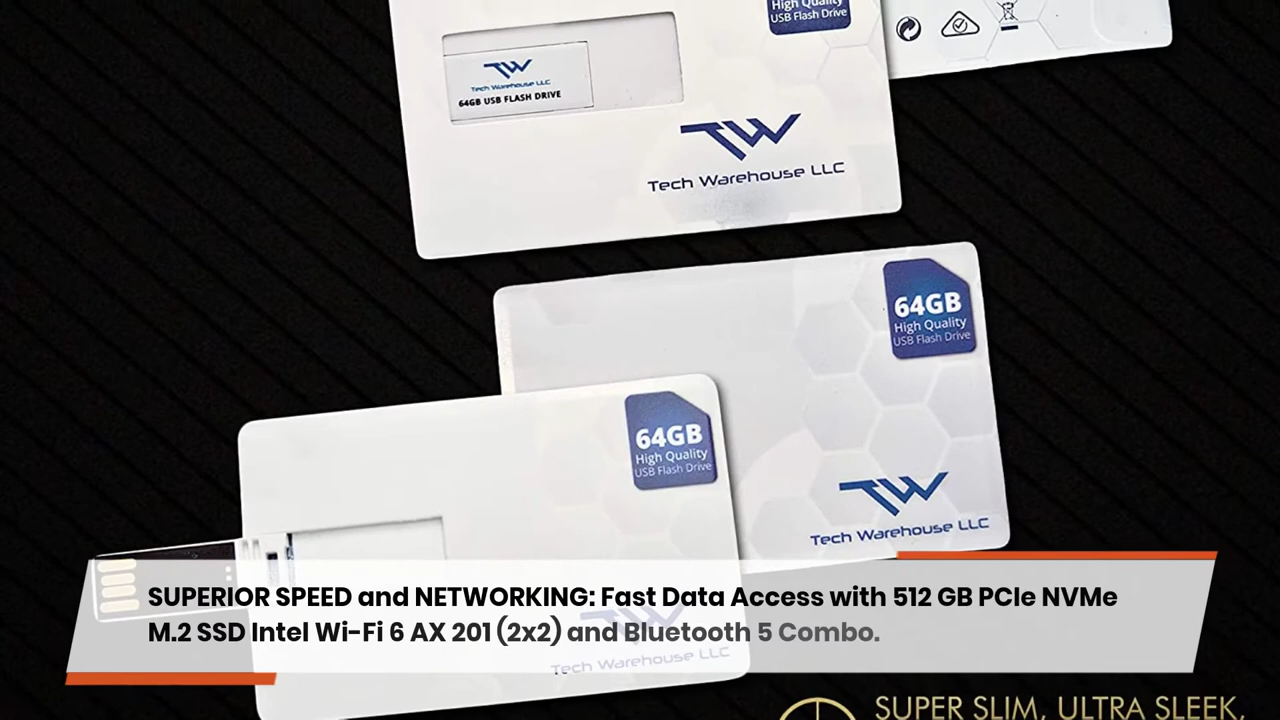 High Quality
USB Flash Drive
TW
Tech Warehouse LLC
64GB USB FLASH DRIVE
TW
Tech Warehouse LLC
64GB
High Quality
USB Flash Drive
64GB
High Quality
USB Flash Drive
TW
Tech Warehouse LLC
SUPERIOR SPEED and NETWORKING: Fast Data Access with 512 GB PCIe NVMe
M.2 SSD Intel Wi-Fi 6 AX 201 (2x2) and Bluetooth 5 Combo.
Tech Warehouse LLC
SUPER SLIM, ULTRA SLEEK.